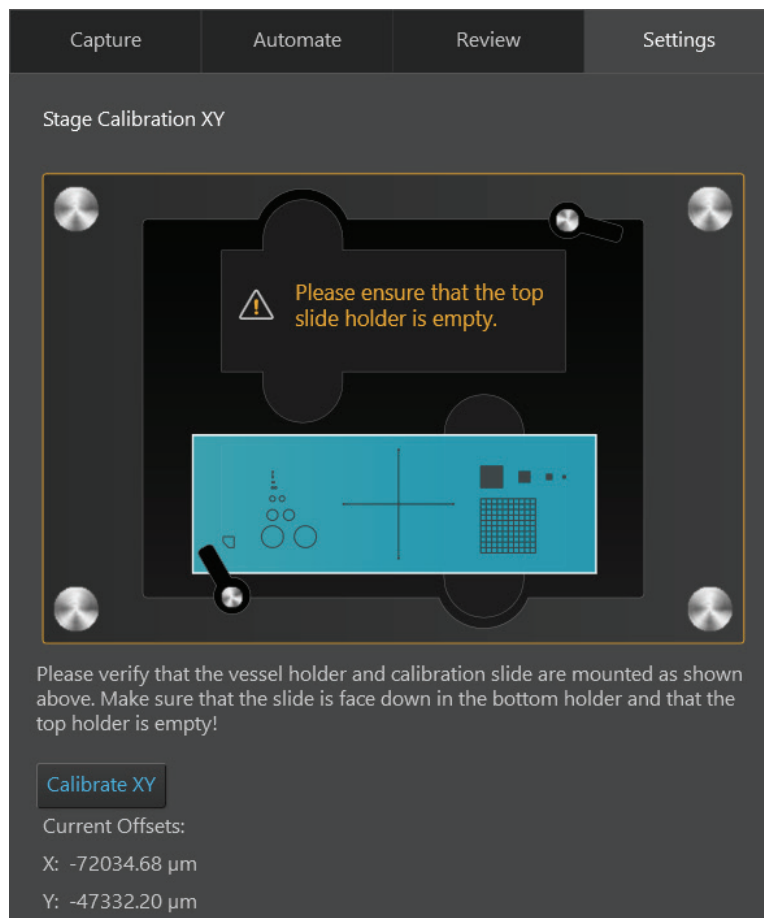 Capture Automate Review Settings
Stage Calibration XY
Please ensure that the top
slide holder is empty.
Please verify that the vessel holder and calibration slide are mounted as shown
above. Make sure that the slide is face down in the bottom holder and that the
top holder is empty!
Calibrate XY
Current Offsets:
X: -72034.68 µm
Y: -47332.20 µm